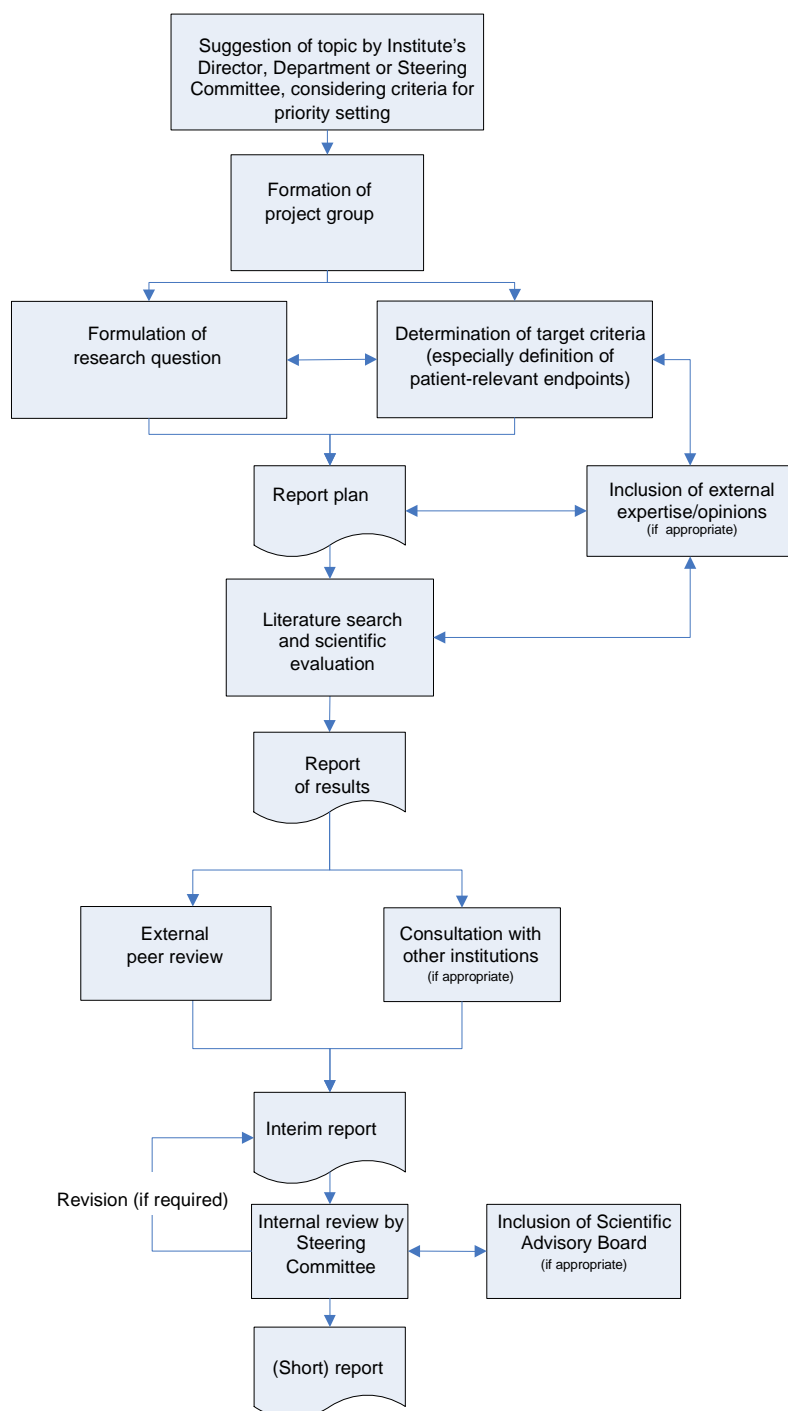 Suggestion of topic by Institute's
Director, Department or Steering
Committee, considering criteria for
priority setting
Formation of
project group
Formulation of
research question
Determination of target criteria
(especially definition of
patient-relevant endpoints)
Report plan
Inclusion of external
expertise/opinions
(if appropriate)
Literature search
and scientific
evaluation
Report
of results
External
peer review
Consultation with
other institutions
(if appropriate)
Interim report
Revision (if required)
Internal review by
Steering
Committee
Inclusion of Scientific
Advisory Board
(if appropriate)
(Short) report